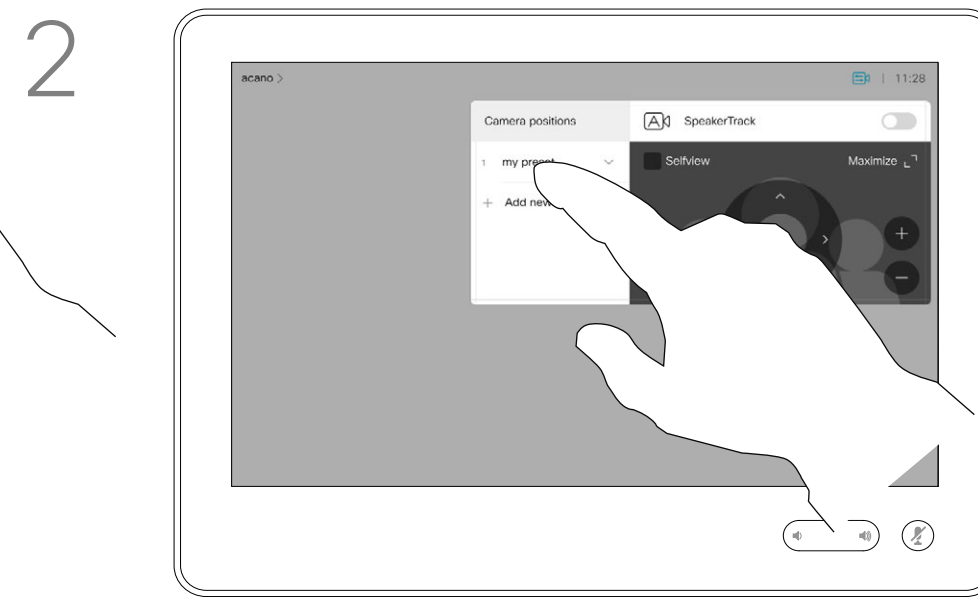 2
acano >
11:28
Camera positions
SpeakerTrack
1 my preset
Selfview
Maximize
+ Add new